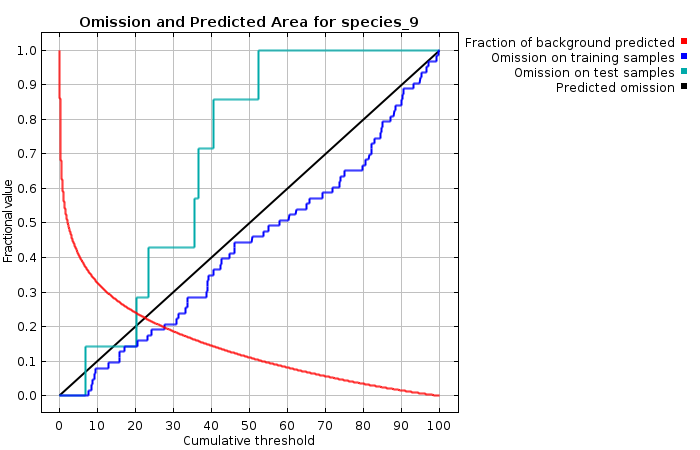 Omission and Predicted Area for species_9
Fraction of background predicted
Omission on training samples
Omission on test samples
Predicted omission
Fractional value
1.0
0.9
0.8
0.7
0.6
0.5
0.4
0.3
0.2
0.1
0.0
0 10 20 30 40 50 60 70 80 90 100
Cumulative threshold